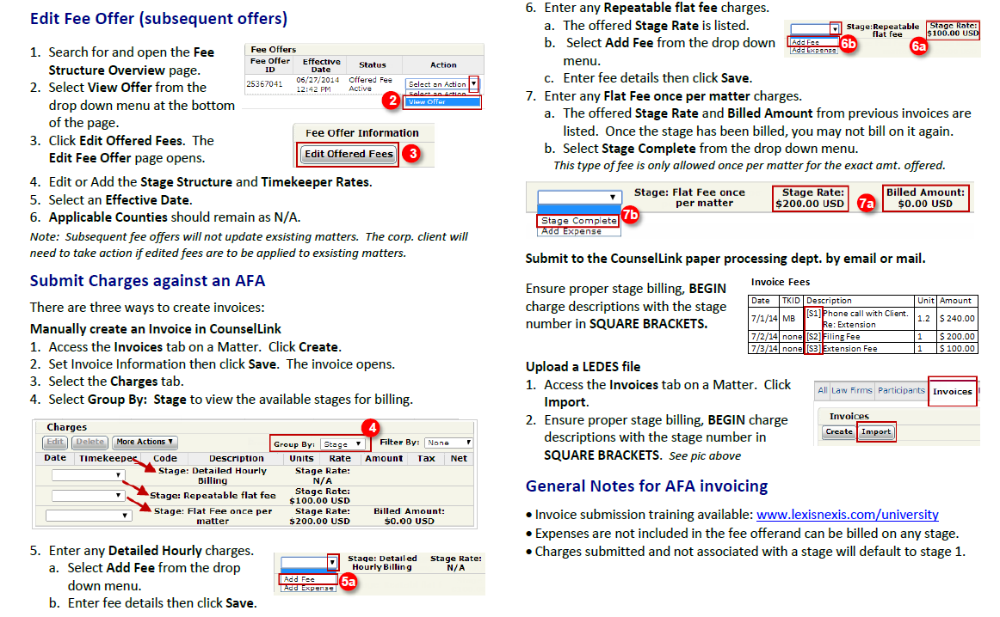 Edit Fee Offer (subsequent offers)
1. Search for and open the Fee
Structure Overview page.
2. Select View Offer from the
drop down menu at the bottom
of the page.
3. Click Edit Offered Fees. The
Edit Fee Offer page opens.
Fee Offers
Fee Offer ID Effective Date Status Action
25367041 06/27/2014 12:42 PM Offered Fee Active Select an Action
Select an Action
2 View Offer
Fee Offer Information
Edit Offered Fees 3
4. Edit or Add the Stage Structure and Timekeeper Rates.
5. Select an Effective Date.
6. Applicable Counties should remain as N/A.
Note: Subsequent fee offers will not update exsisting matters. The corp. client will
need to take action if edited fees are to be applied to exsisting matters.
Submit Charges against an AFA
There are three ways to create invoices:
Manually create an Invoice in CounselLink
1. Access the Invoices tab on a Matter. Click Create.
2. Set Invoice Information then click Save. The invoice opens.
3. Select the Charges tab.
4. Select Group By: Stage to view the available stages for billing.
Charges 4
Edit Delete More Actions Group By: Stage Filter By: None
Date Timekeeper Code Description Units Rate Amount Tax Net
Stage: Detailed Hourly Stage Rate:
Billing N/A
Stage: Repeatable flat fee Stage Rate:
$100.00 USD
Stage: Flat Fee once per Stage Rate: Billed Amount:
matter $200.00 USD $0.00 USD
5. Enter any Detailed Hourly charges.
a. Select Add Fee from the drop
down menu.
b. Enter fee details then click Save.
Stage: Detailed Stage Rate:
Hourly Billing N/A
Add Fee 5a
Add Expense
6. Enter any Repeatable flat fee charges.
a. The offered Stage Rate is listed.
b. Select Add Fee from the drop down
menu.
c. Enter fee details then click Save.
Stage:Repeatable Stage Rate:
flat fee $100.00 USD
Add Fee 6b 6a
Add Expense
7. Enter any Flat Fee once per matter charges.
a. The offered Stage Rate and Billed Amount from previous invoices are
listed. Once the stage has been billed, you may not bill on it again.
b. Select Stage Complete from the drop down menu.
This type of fee is only allowed once per matter for the exact amt. offered.
Stage: Flat Fee once Stage Rate: Billed Amount:
per matter $200.00 USD 7a $0.00 USD
7b
Stage Complete
Add Expense
Submit to the CounselLink paper processing dept. by email or mail.
Ensure proper stage billing, BEGIN
charge descriptions with the stage
number in SQUARE BRACKETS.
Invoice Fees
Date TKID Description Unit Amount
7/1/14 MB [S1] Phone call with Client. Re: Extension 1.2 $ 240.00
7/2/14 none [S2] Filing Fee 1 $ 200.00
7/3/14 none [S3] Extension Fee 1 $ 100.00
Upload a LEDES file
1. Access the Invoices tab on a Matter. Click
Import.
2. Ensure proper stage billing, BEGIN charge
descriptions with the stage number in
SQUARE BRACKETS. See pic above
All Law Firms Participants Invoices
Invoices
Create Import
General Notes for AFA invoicing
• Invoice submission training available: www.lexisnexis.com/university
• Expenses are not included in the fee offerand can be billed on any stage.
• Charges submitted and not associated with a stage will default to stage 1.